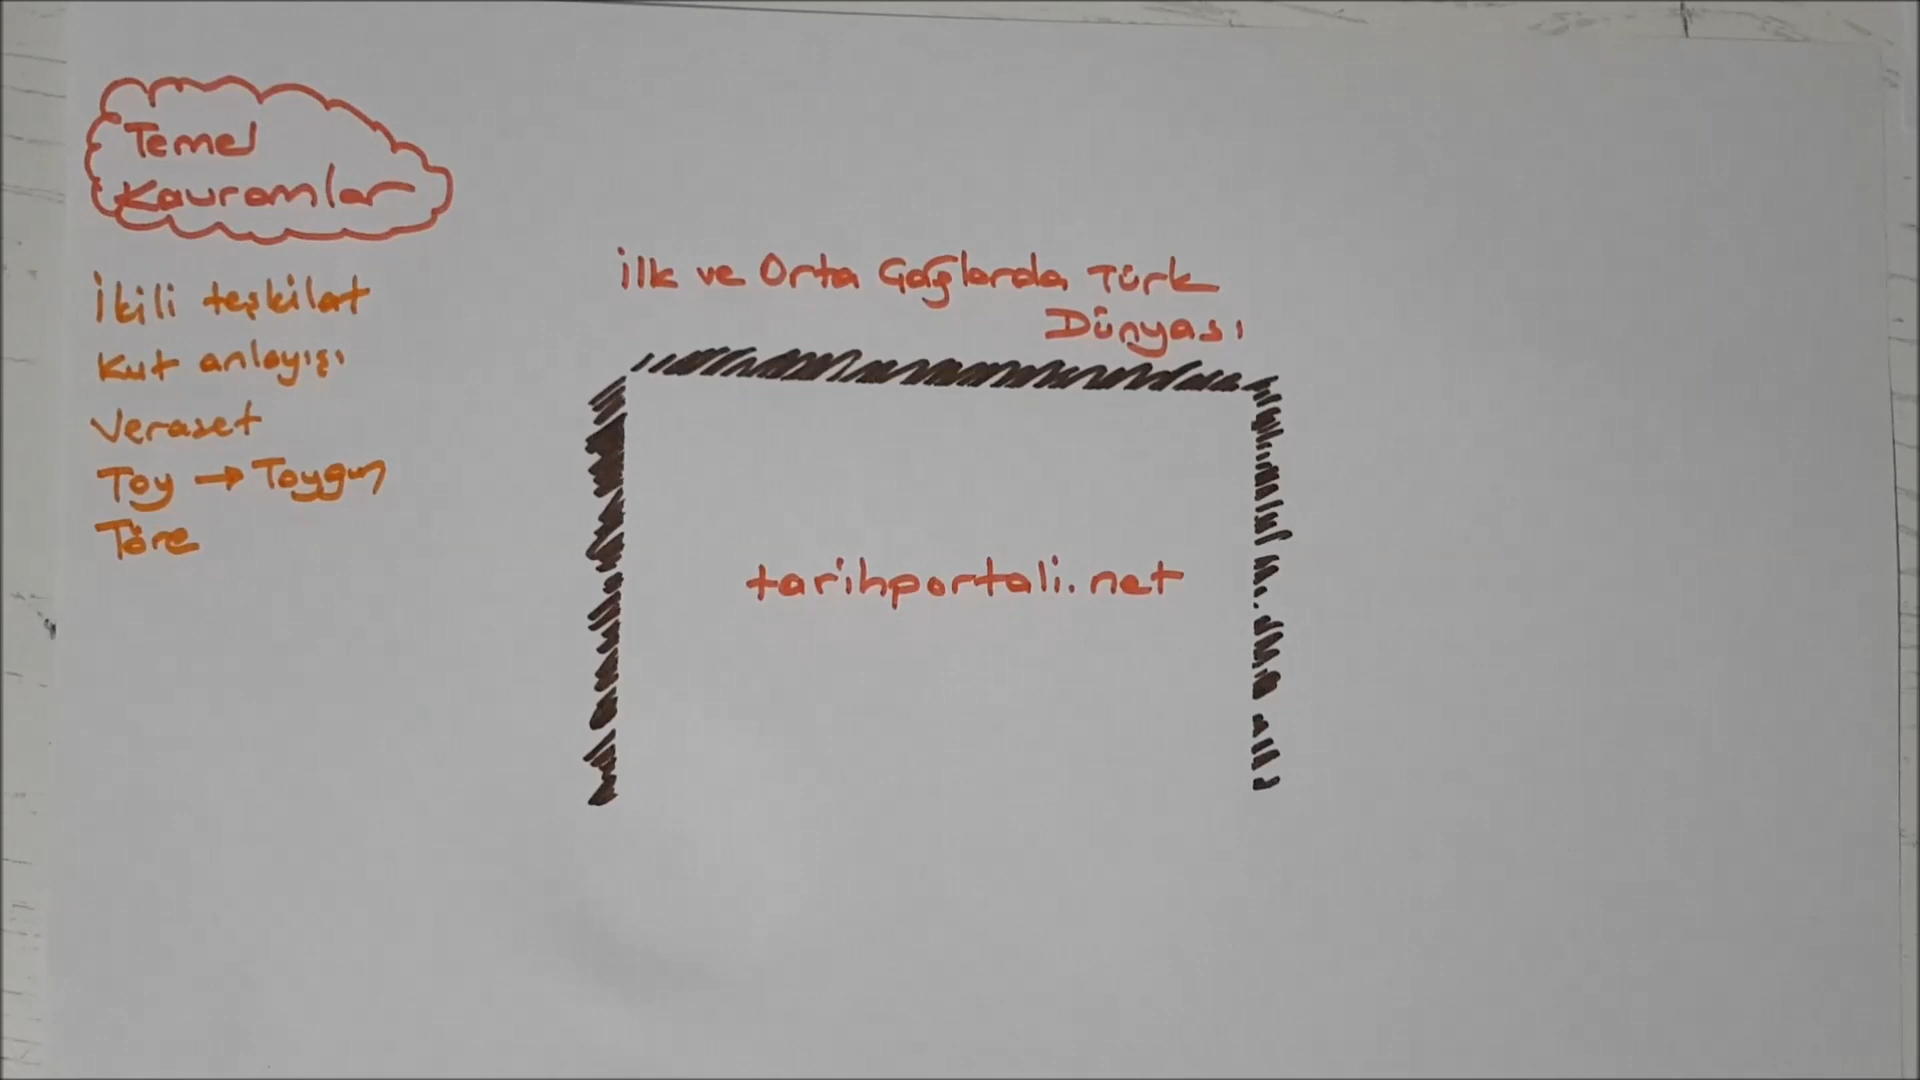 Temel
Kavramlar
İkili teşkilat
Kut anlayışı
Veraset
Toy → Toygun
Töre
İlk ve Orta Çağlarda Türk
Dünyası
tarihportali.net